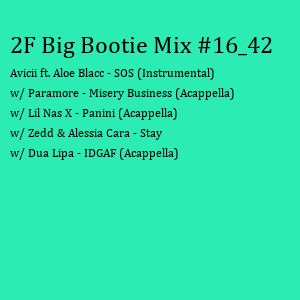 2F Big Bootie Mix #16_42
Avicii ft. Aloe Blacc - SOS (Instrumental)
w/ Paramore - Misery Business (Acappella)
w/ Lil Nas X - Panini (Acappella)
w/ Zedd & Alessia Cara - Stay
w/ Dua Lipa - IDGAF (Acappella)